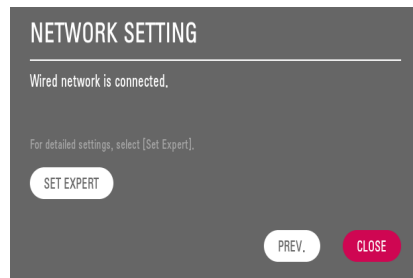 NETWORK SETTING
Wired network is connected.
For detailed settings, select [Set Expert].
SET EXPERT
PREV.
CLOSE